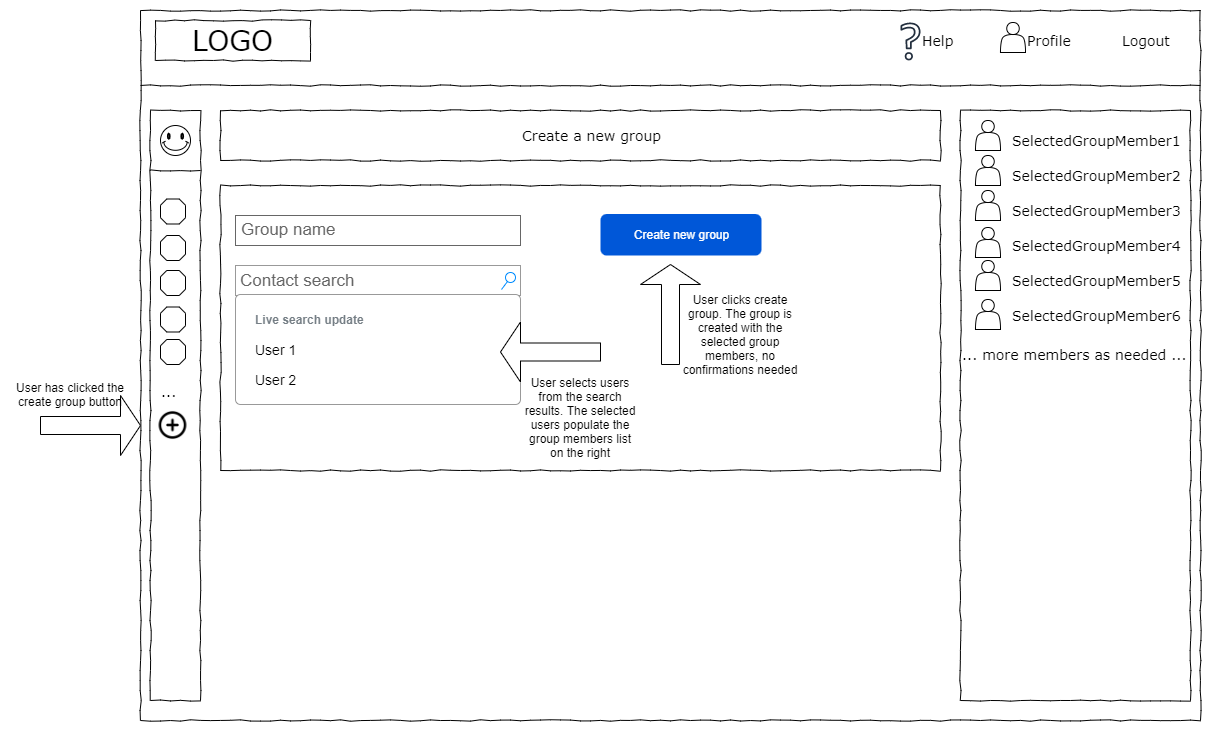 LOGO
Help
Profile
Logout
Create a new group
SelectedGroupMember1
SelectedGroupMember2
SelectedGroupMember3
SelectedGroupMember4
SelectedGroupMember5
SelectedGroupMember6
... more members as needed ...
Group name
Create new group
Contact search
Live search update
User 1
User 2
User clicks create
group. The group is
created with the
selected group
members, no
confirmations needed
User selects users
from the search
results. The selected
users populate the
group members list
on the right
...
User has clicked the
create group button